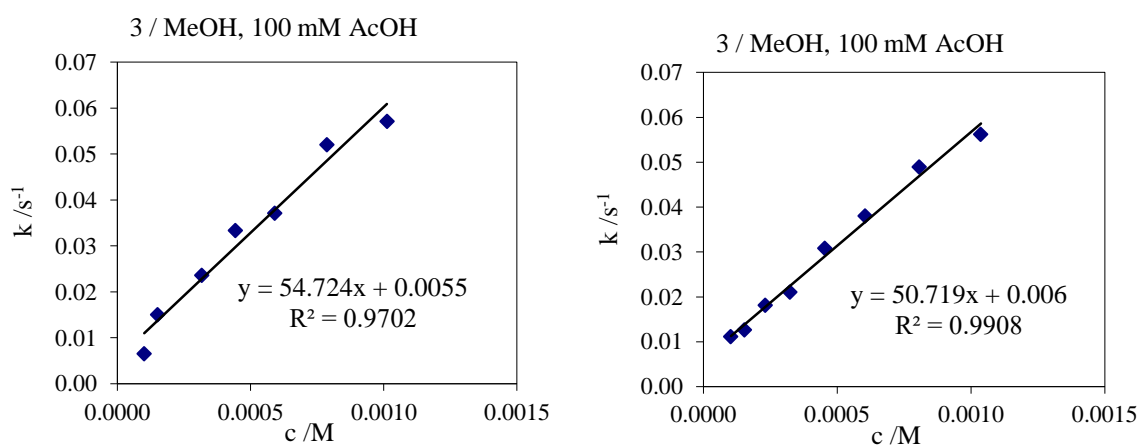 3 / MeOH, 100 mM AcOH
0.07
0.06
0.05
0.04
0.03
0.02
0.01
0.00
k /s⁻¹
y = 54.724x + 0.0055
R² = 0.9702
0.0000 0.0005 0.0010 0.0015
c /M
3 / MeOH, 100 mM AcOH
0.07
0.06
0.05
0.04
0.03
0.02
0.01
0.00
k /s⁻¹
y = 50.719x + 0.006
R² = 0.9908
0.0000 0.0005 0.0010 0.0015
c /M